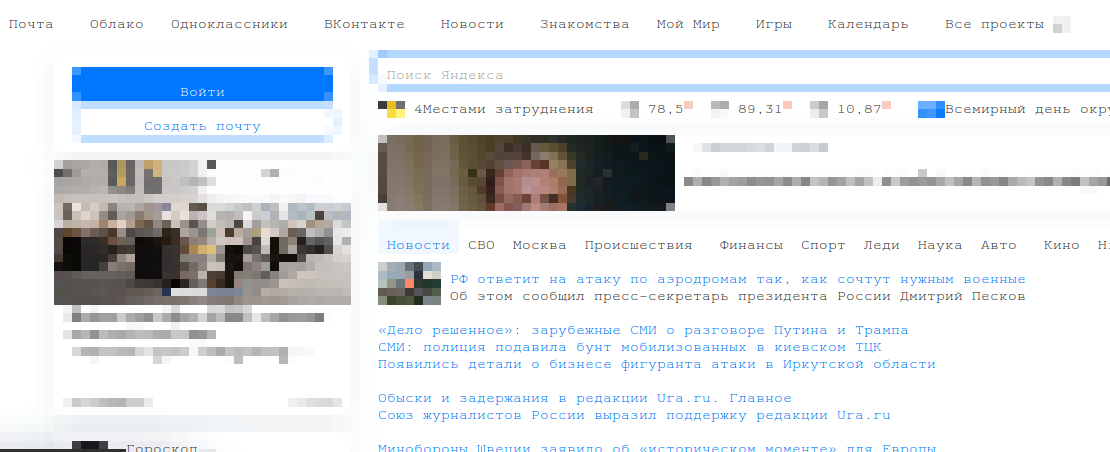 Почта Облако Одноклассники ВКонтакте Новости Знакомства Мой Мир Игры Календарь Все проекты
Войти
Создать почту
Поиск Яндекса
4Местами затруднения 78,5 89,31 10,87 Всемирный день
Новости СВО Москва Происшествия Финансы Спорт Леди Наука Авто Кино
РФ ответит на атаку по аэродромам так, как сочтут нужным военные
Об этом сообщил пресс-секретарь президента России Дмитрий Песков
«Дело решенное»: зарубежные СМИ о разговоре Путина и Трампа
СМИ: полиция подавила бунт мобилизованных в киевском ТЦК
Появились детали о бизнесе фигуранта атаки в Иркутской области
Обыски и задержания в редакции Ura.ru. Главное
Союз журналистов России выразил поддержку редакции Ura.ru
Минобороны Швеции заявило об «историческом моменте» для Европы
Гороскоп